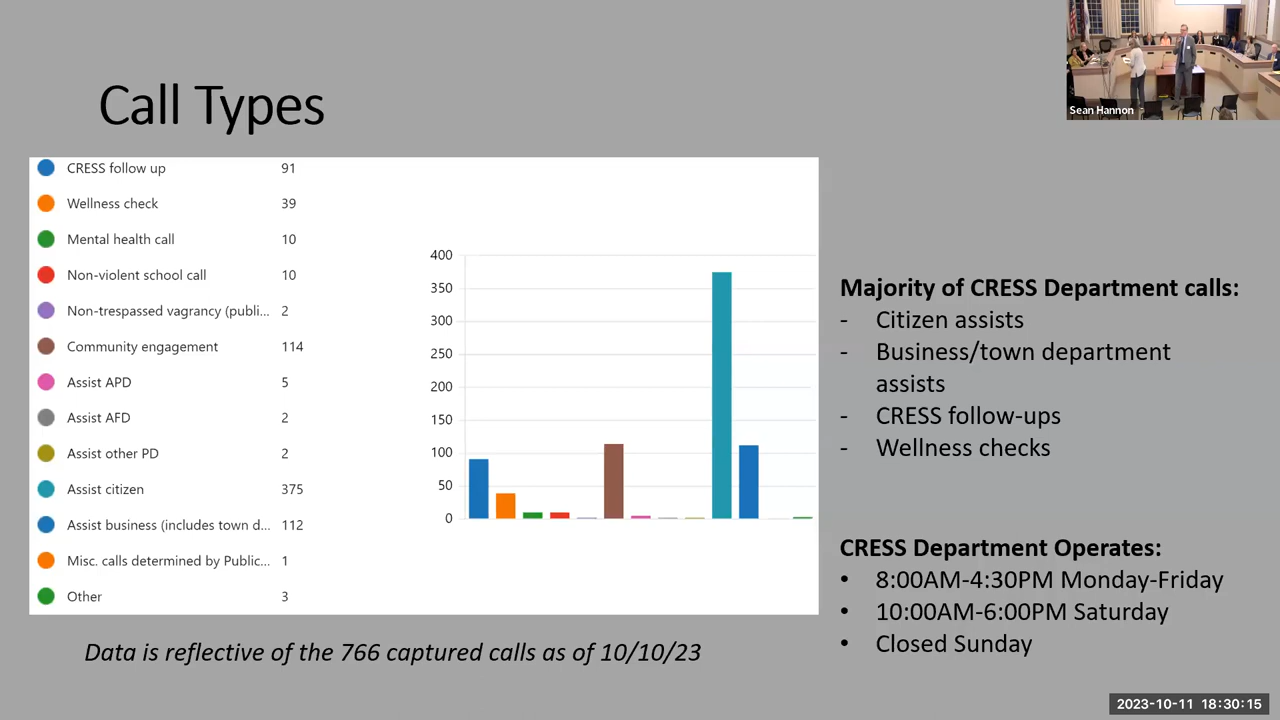 Sean Hannon
Call Types
CRESS follow up 91
Wellness check 39
Mental health call 10
Non-violent school call 10
Non-trespassed vagrancy (publi... 2
Community engagement 114
Assist APD 5
Assist AFD 2
Assist other PD 2
Assist citizen 375
Assist business (includes town d... 112
Misc. calls determined by Public... 1
Other 3
400
350
300
250
200
150
100
50
0
Data is reflective of the 766 captured calls as of 10/10/23
Majority of CRESS Department calls:
- Citizen assists
- Business/town department
assists
- CRESS follow-ups
- Wellness checks
CRESS Department Operates:
• 8:00AM-4:30PM Monday-Friday
• 10:00AM-6:00PM Saturday
• Closed Sunday
2023-10-11 18:30:15